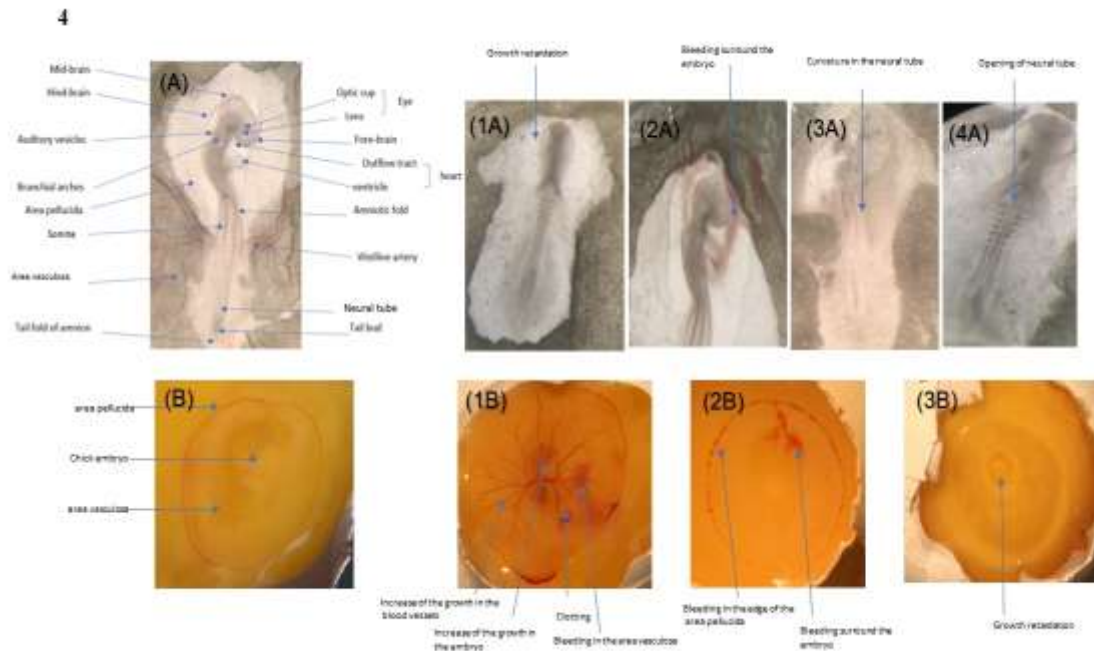 4
(A)
Mid-brain
Hind-brain
Auditory vesicles
Branchial arches
Area pellucida
Somite
Area vasculosa
Tail fold of amnion
Optic cup
Eye
Lens
Fore-brain
Outflow tract
heart
ventricle
Amniotic fold
Vitelline artery
Neural tube
Tail bud
Growth retardation
(1A)
Bleeding surround the
embryo
(2A)
Curvature in the neural tube
(3A)
Opening of neural tube
(4A)
(B)
area pellucida
Chick embryo
area vasculosa
(1B)
Increase of the growth in the
blood vessels
Increase of the growth in
the embryo
Clotting
Bleeding in the area vasculosa
(2B)
Bleeding in the edge of the
area pellucida
Bleeding surround the
embryo
(3B)
Growth retardation